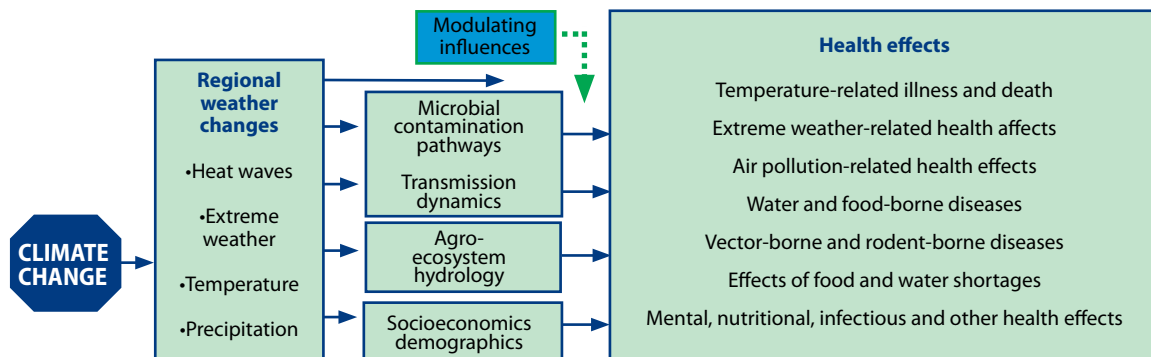 Modulating
influences
Health effects
Regional
weather
changes
•Heat waves
•Extreme
weather
•Temperature
•Precipitation
CLIMATE
CHANGE
Microbial
contamination
pathways
Transmission
dynamics
Agro-
ecosystem
hydrology
Socioeconomics
demographics
Temperature-related illness and death
Extreme weather-related health affects
Air pollution-related health effects
Water and food-borne diseases
Vector-borne and rodent-borne diseases
Effects of food and water shortages
Mental, nutritional, infectious and other health effects